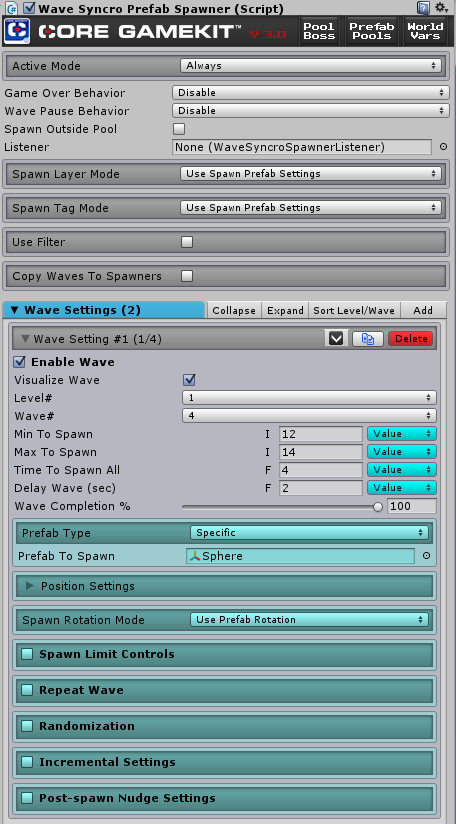 Wave Syncro Prefab Spawner (Script)
CORE GAMEKIT™ V 3.0 Pool Boss Prefab Pools World Vars
Active Mode Always
Game Over Behavior Disable
Wave Pause Behavior Disable
Spawn Outside Pool
Listener None (WaveSyncroSpawnerListener)
Spawn Layer Mode Use Spawn Prefab Settings
Spawn Tag Mode Use Spawn Prefab Settings
Use Filter
Copy Waves To Spawners
▼ Wave Settings (2) Collapse Expand Sort Level/Wave Add
▼ Wave Setting #1 (1/4) Delete
Enable Wave
Visualize Wave
Level# 1
Wave# 4
Min To Spawn I 12 Value
Max To Spawn I 14 Value
Time To Spawn All F 4 Value
Delay Wave (sec) F 2 Value
Wave Completion % 100
Prefab Type Specific
Prefab To Spawn Sphere
► Position Settings
Spawn Rotation Mode Use Prefab Rotation
Spawn Limit Controls
Repeat Wave
Randomization
Incremental Settings
Post-spawn Nudge Settings